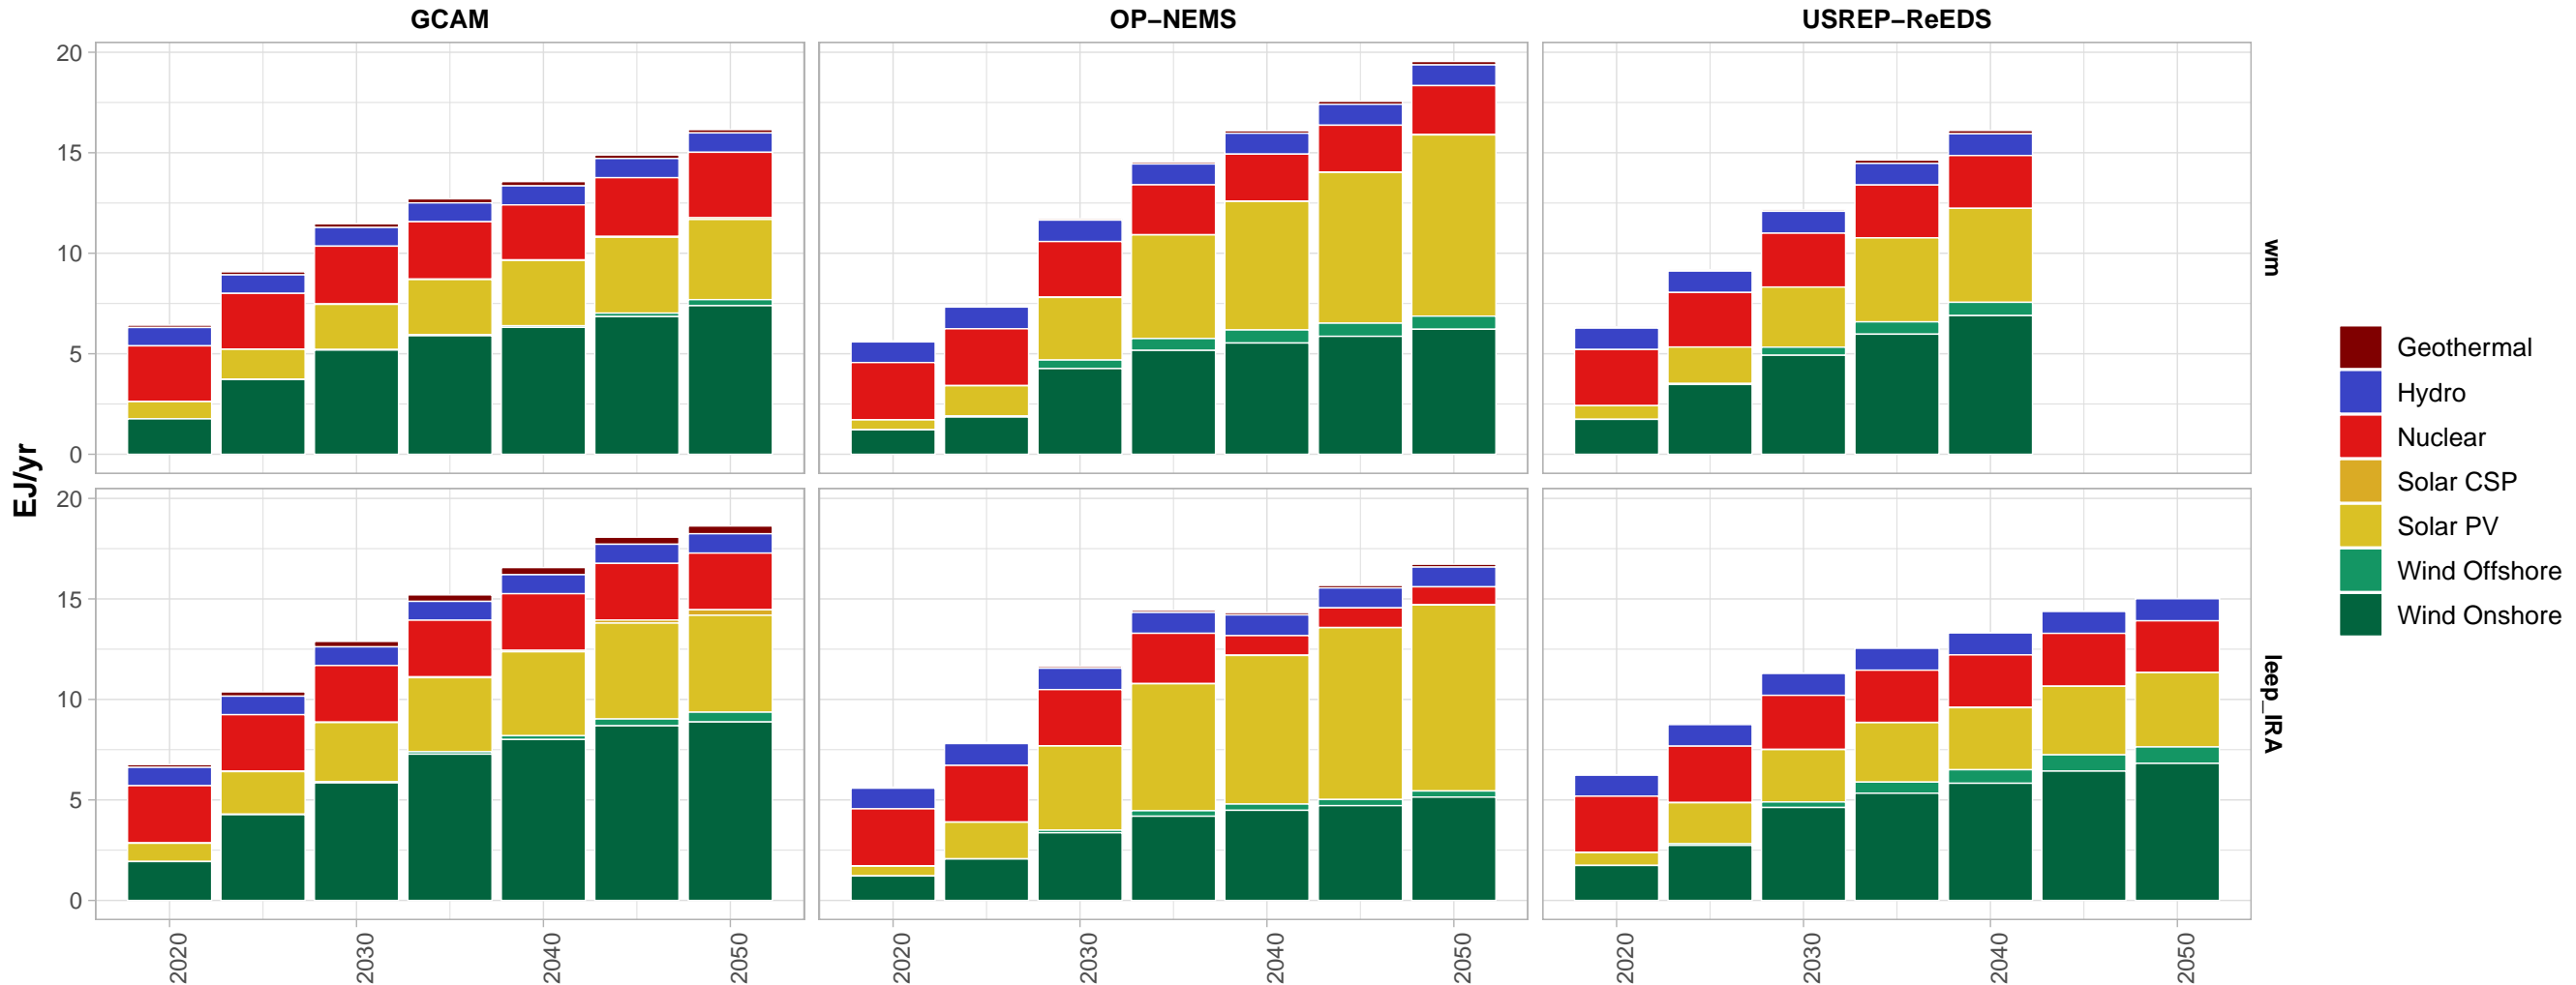 GCAM
OP−NEMS
USREP−ReEDS
EJ/yr
20
15
10
5
0
wm
20
15
10
5
0
leep_IRA
2020
2030
2040
2050
2020
2030
2040
2050
2020
2030
2040
2050
Geothermal
Hydro
Nuclear
Solar CSP
Solar PV
Wind Offshore
Wind Onshore